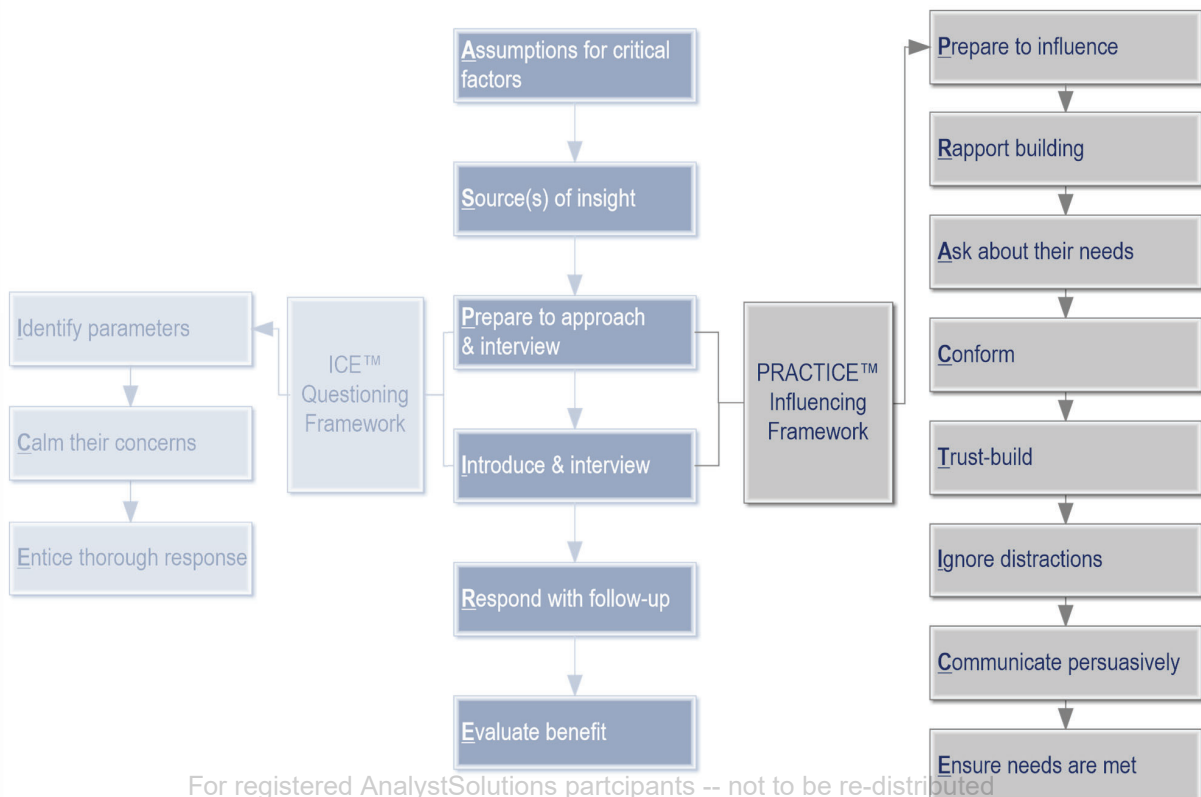 Assumptions for critical
factors
Source(s) of insight
Prepare to approach
& interview
Introduce & interview
Respond with follow-up
Evaluate benefit
ICE™
Questioning
Framework
Identify parameters
Calm their concerns
Entice thorough response
PRACTICE™
Influencing
Framework
Prepare to influence
Rapport building
Ask about their needs
Conform
Trust-build
Ignore distractions
Communicate persuasively
Ensure needs are met
For registered AnalystSolutions partcipants -- not to be re-distributed